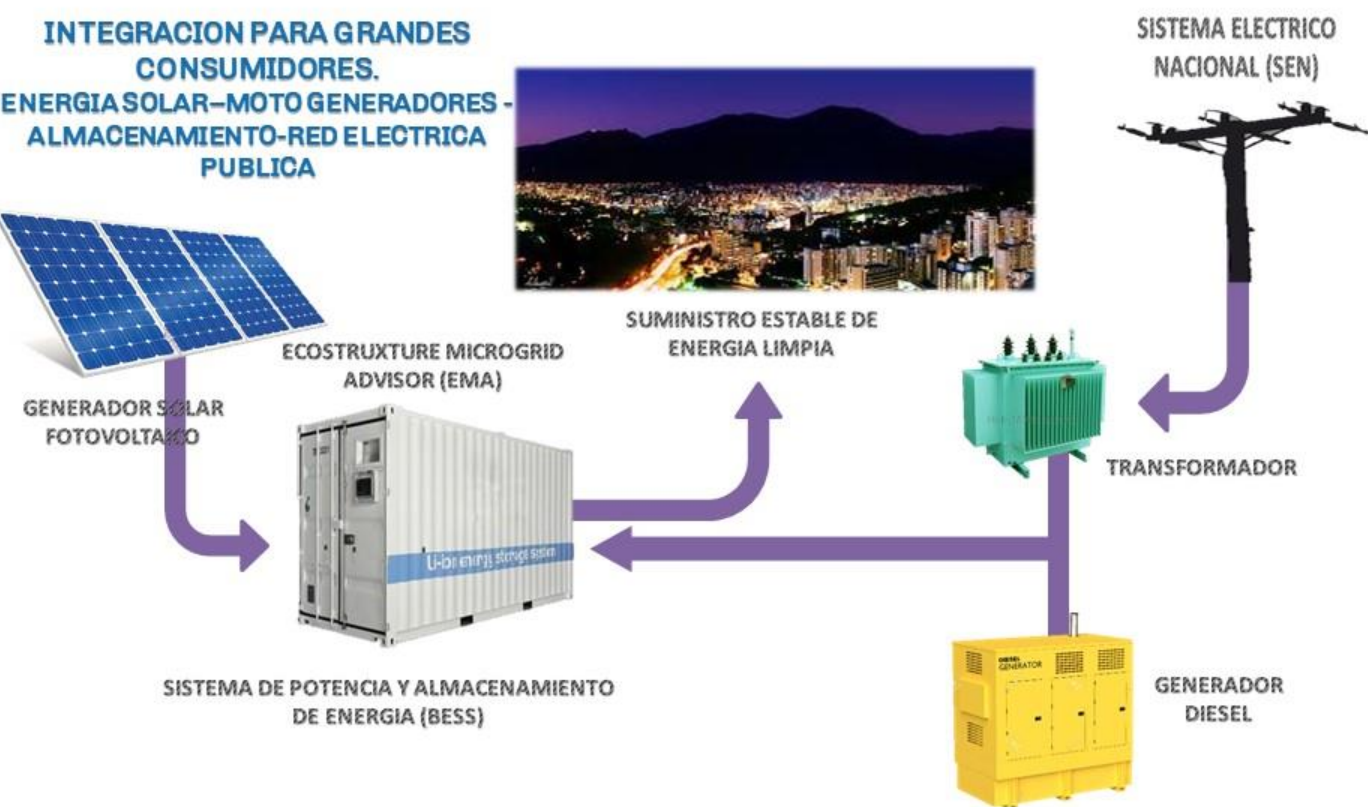 INTEGRACION PARA GRANDES
CONSUMIDORES.
ENERGIA SOLAR–MOTO GENERADORES -
ALMACENAMIENTO-RED ELECTRICA
PUBLICA
SISTEMA ELECTRICO
NACIONAL (SEN)
SUMINISTRO ESTABLE DE
ENERGIA LIMPIA
ECOSTRUXTURE MICROGRID
ADVISOR (EMA)
GENERADOR SOLAR
FOTOVOLTAICO
TRANSFORMADOR
Li-ion energy storage system
SISTEMA DE POTENCIA Y ALMACENAMIENTO
DE ENERGIA (BESS)
DIESEL
GENERATOR
GENERADOR
DIESEL